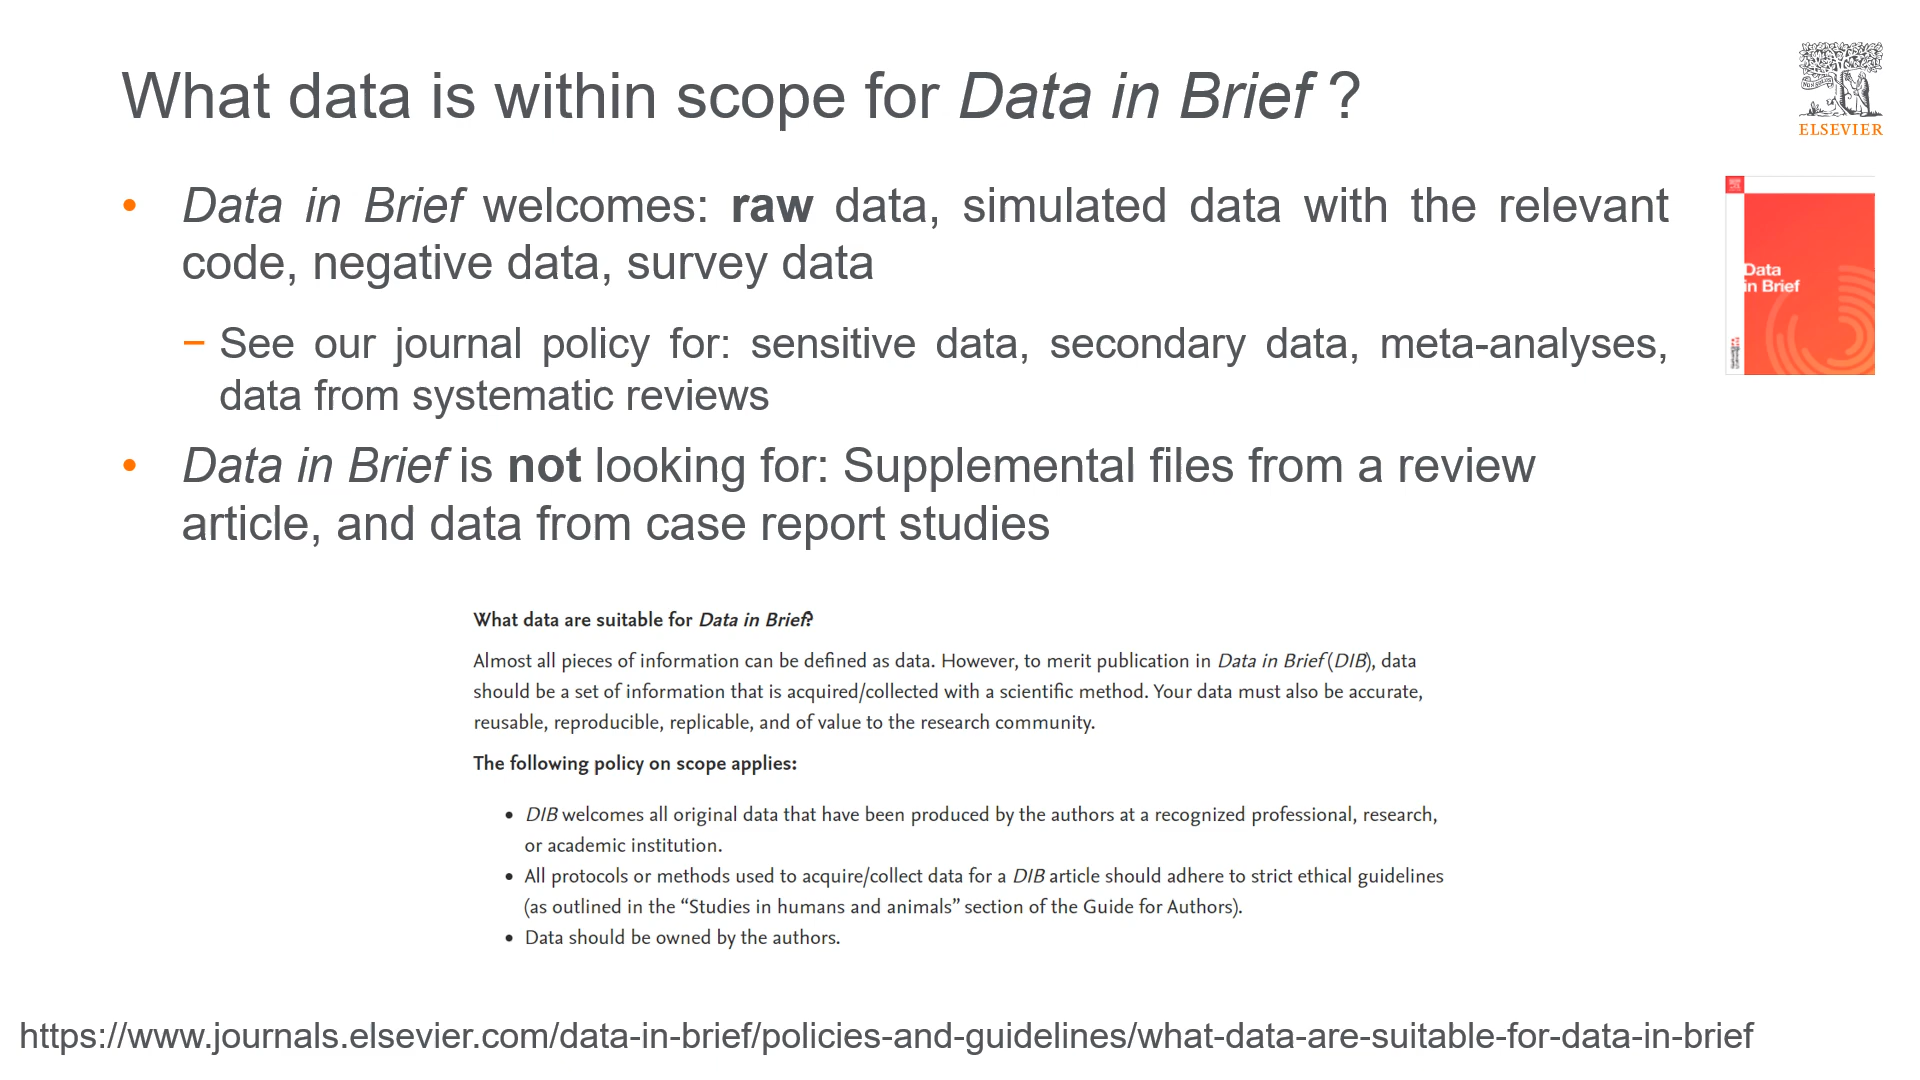 What data is within scope for Data in Brief ?
ELSEVIER
• Data in Brief welcomes: raw data, simulated data with the relevant
code, negative data, survey data
– See our journal policy for: sensitive data, secondary data, meta-analyses,
data from systematic reviews
Data
in Brief
• Data in Brief is not looking for: Supplemental files from a review
article, and data from case report studies
What data are suitable for Data in Brief?
Almost all pieces of information can be defined as data. However, to merit publication in Data in Brief (DIB), data
should be a set of information that is acquired/collected with a scientific method. Your data must also be accurate,
reusable, reproducible, replicable, and of value to the research community.
The following policy on scope applies:
• DIB welcomes all original data that have been produced by the authors at a recognized professional, research,
or academic institution.
• All protocols or methods used to acquire/collect data for a DIB article should adhere to strict ethical guidelines
(as outlined in the “Studies in humans and animals” section of the Guide for Authors).
• Data should be owned by the authors.
https://www.journals.elsevier.com/data-in-brief/policies-and-guidelines/what-data-are-suitable-for-data-in-brief